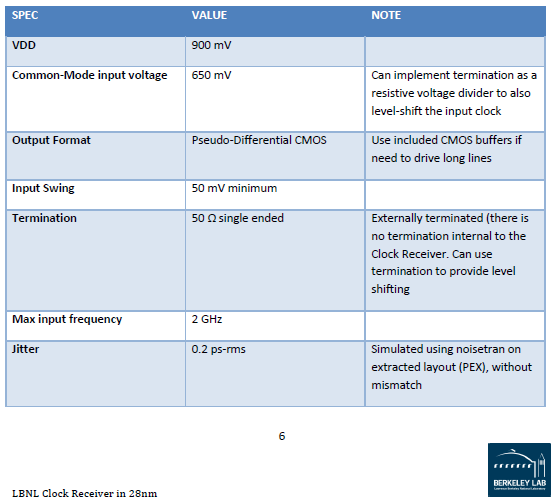 SPEC VALUE NOTE
VDD 900 mV
Common-Mode input voltage 650 mV Can implement termination as a
resistive voltage divider to also
level-shift the input clock
Output Format Pseudo-Differential CMOS Use included CMOS buffers if
need to drive long lines
Input Swing 50 mV minimum
Termination 50 Ω single ended Externally terminated (there is
no termination internal to the
Clock Receiver. Can use
termination to provide level
shifting
Max input frequency 2 GHz
Jitter 0.2 ps-rms Simulated using noisetran on
extracted layout (PEX), without
mismatch
6
BERKELEY LAB
Lawrence Berkeley National Laboratory
LBNL Clock Receiver in 28nm